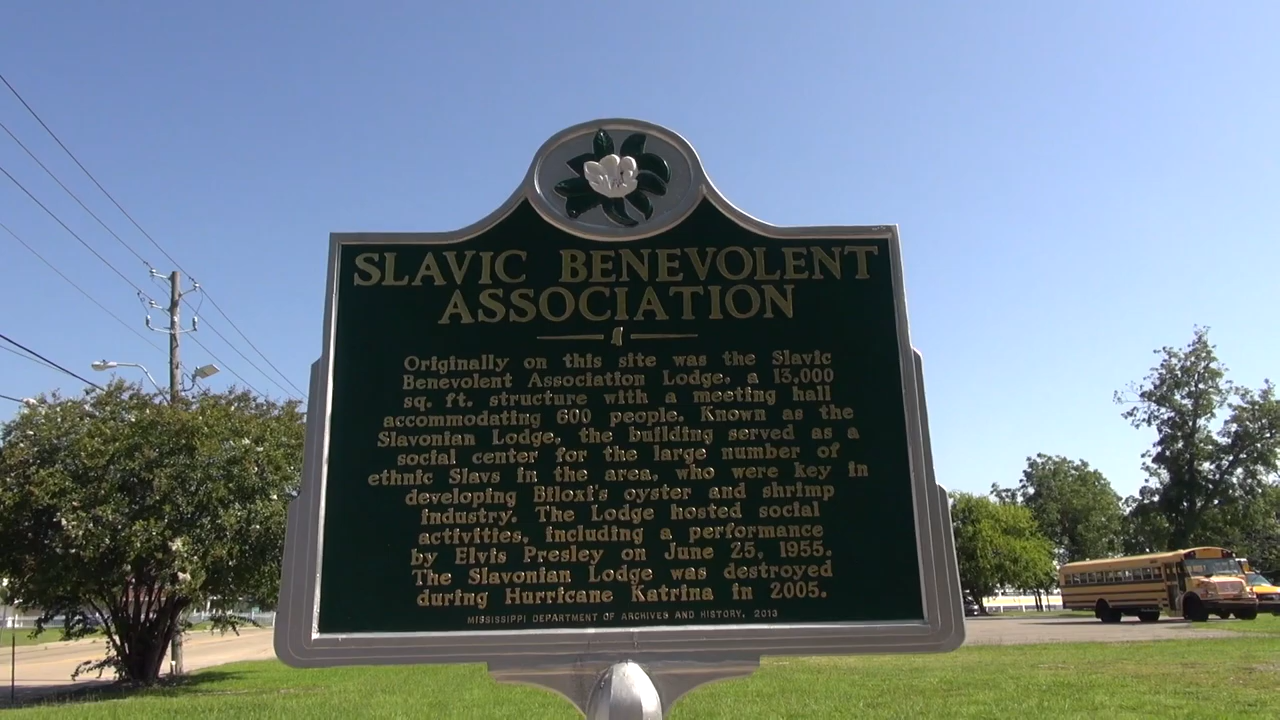 SLAVIC BENEVOLENT
ASSOCIATION
Originally on this site was the Slavic
Benevolent Association Lodge, a 13,000
sq. ft. structure with a meeting hall
accommodating 600 people. Known as the
Slavonian Lodge, the building served as a
social center for the large number of
ethnic Slavs in the area, who were key in
developing Biloxi's oyster and shrimp
industry. The Lodge hosted social
activities, including a performance
by Elvis Presley on June 25, 1955.
The Slavonian Lodge was destroyed
during Hurricane Katrina in 2005.
MISSISSIPPI DEPARTMENT OF ARCHIVES AND HISTORY, 2013